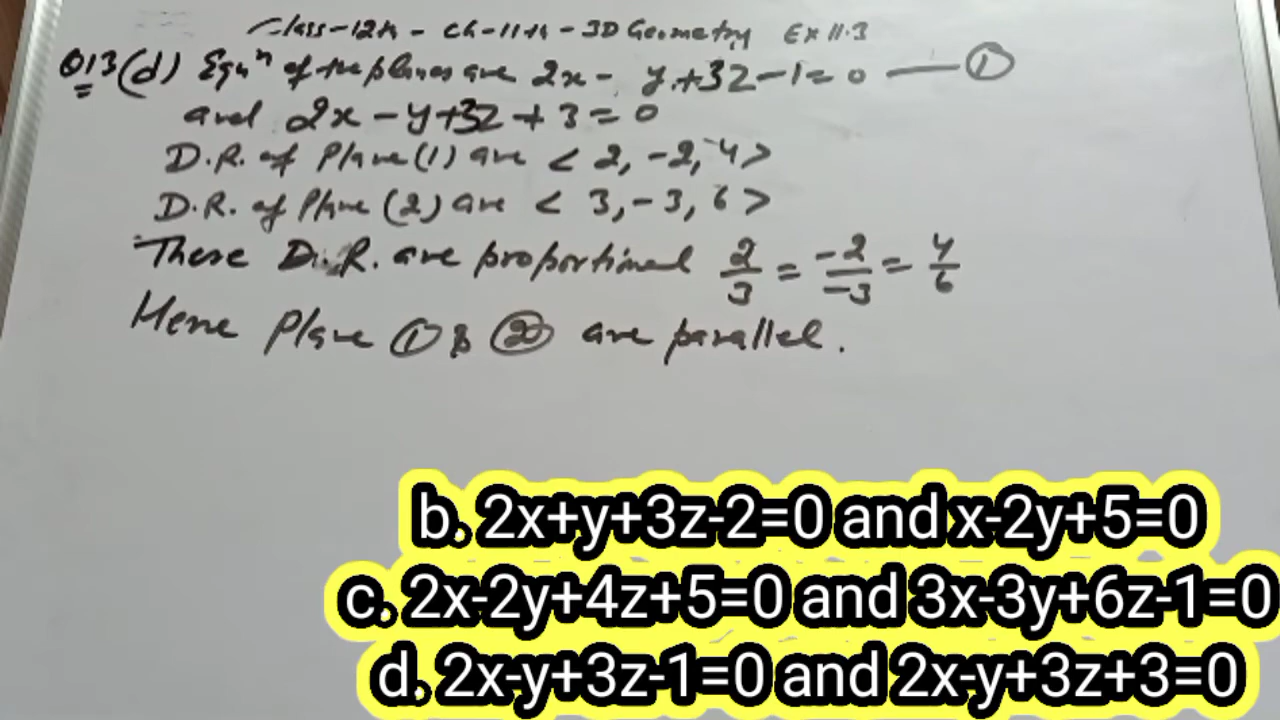 Class-12th - Ch-11th - 3D Geometry Ex 11.3
Q13(d) Eqnⁿ of the planes are 2x - y+3z-1=0 — ①
and 2x-y+3z+3=0
D.R. of Plane(1) are < 2, -2, 4>
D.R. of Plane (2) are < 3, -3, 6 >
These D.R. are proportional 2/3 = -2/-3 = 4/6
Hence Plane ① & ② are parallel.
b. 2x+y+3z-2=0 and x-2y+5=0
c. 2x-2y+4z+5=0 and 3x-3y+6z-1=0
d. 2x-y+3z-1=0 and 2x-y+3z+3=0